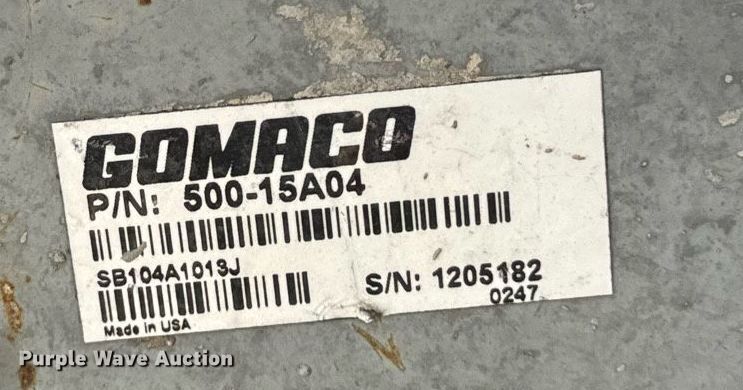 GOMACO
P/N: 500-15A04
SB104A1013J
S/N: 1205182
0247
Made in USA
Purple Wave Auction